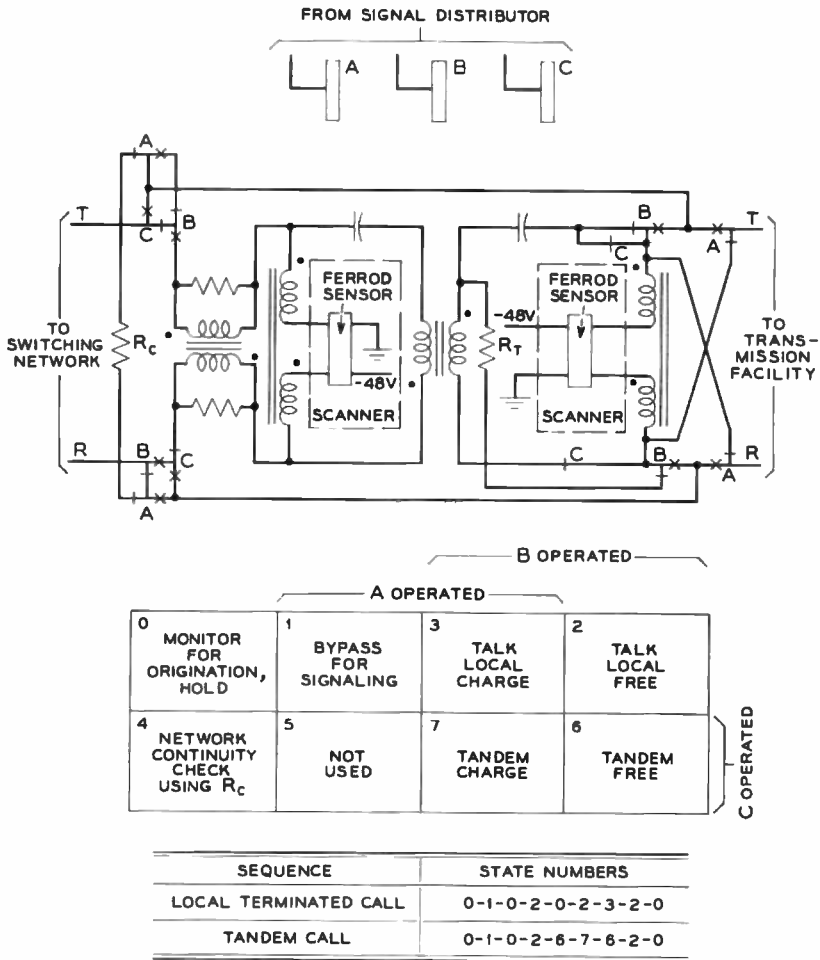 FROM SIGNAL DISTRIBUTOR
A
B
C
A
T
B
C
B
T
C
A
FERROD
SENSOR
FERROD
SENSOR
-48V
TO
SWITCHING
NETWORK
RC
RT
TO
TRANS-
MISSION
FACILITY
-48V
SCANNER
SCANNER
R
B
C
C
B
R
A
A
B OPERATED
A OPERATED
0
MONITOR
FOR
ORIGINATION,
HOLD
1
BYPASS
FOR
SIGNALING
3
TALK
LOCAL
CHARGE
2
TALK
LOCAL
FREE
4
NETWORK
CONTINUITY
CHECK
USING RC
5
NOT
USED
7
TANDEM
CHARGE
6
TANDEM
FREE
C OPERATED
SEQUENCE STATE NUMBERS
LOCAL TERMINATED CALL 0-1-0-2-0-2-3-2-0
TANDEM CALL 0-1-0-2-6-7-6-2-0